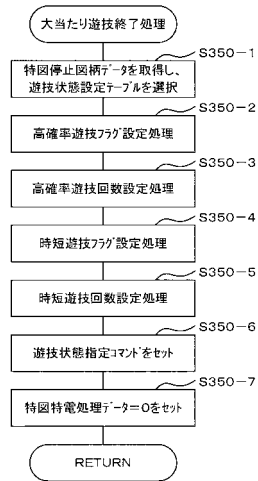 大当たり遊技終了処理
S350-1
特図停止図柄データを取得し、
遊技状態設定テーブルを選択
S350-2
高確率遊技フラグ設定処理
S350-3
高確率遊技回数設定処理
S350-4
時短遊技フラグ設定処理
S350-5
時短遊技回数設定処理
S350-6
遊技状態指定コマンドをセット
S350-7
特図特電処理データ=0をセット
RETURN